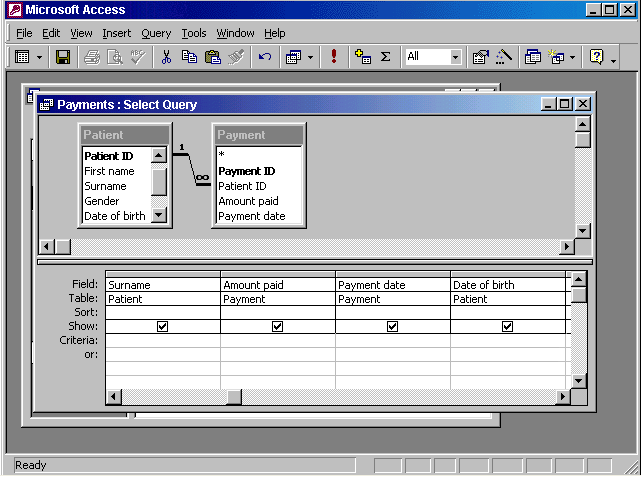 Microsoft Access
File Edit View Insert Query Tools Window Help
All
Payments : Select Query
Patient
Patient ID
First name
Surname
Gender
Date of birth
1
∞
Payment
*
Payment ID
Patient ID
Amount paid
Payment date
Field: Surname Amount paid Payment date Date of birth
Table: Patient Payment Payment Patient
Sort:
Show:
Criteria:
or:
Ready